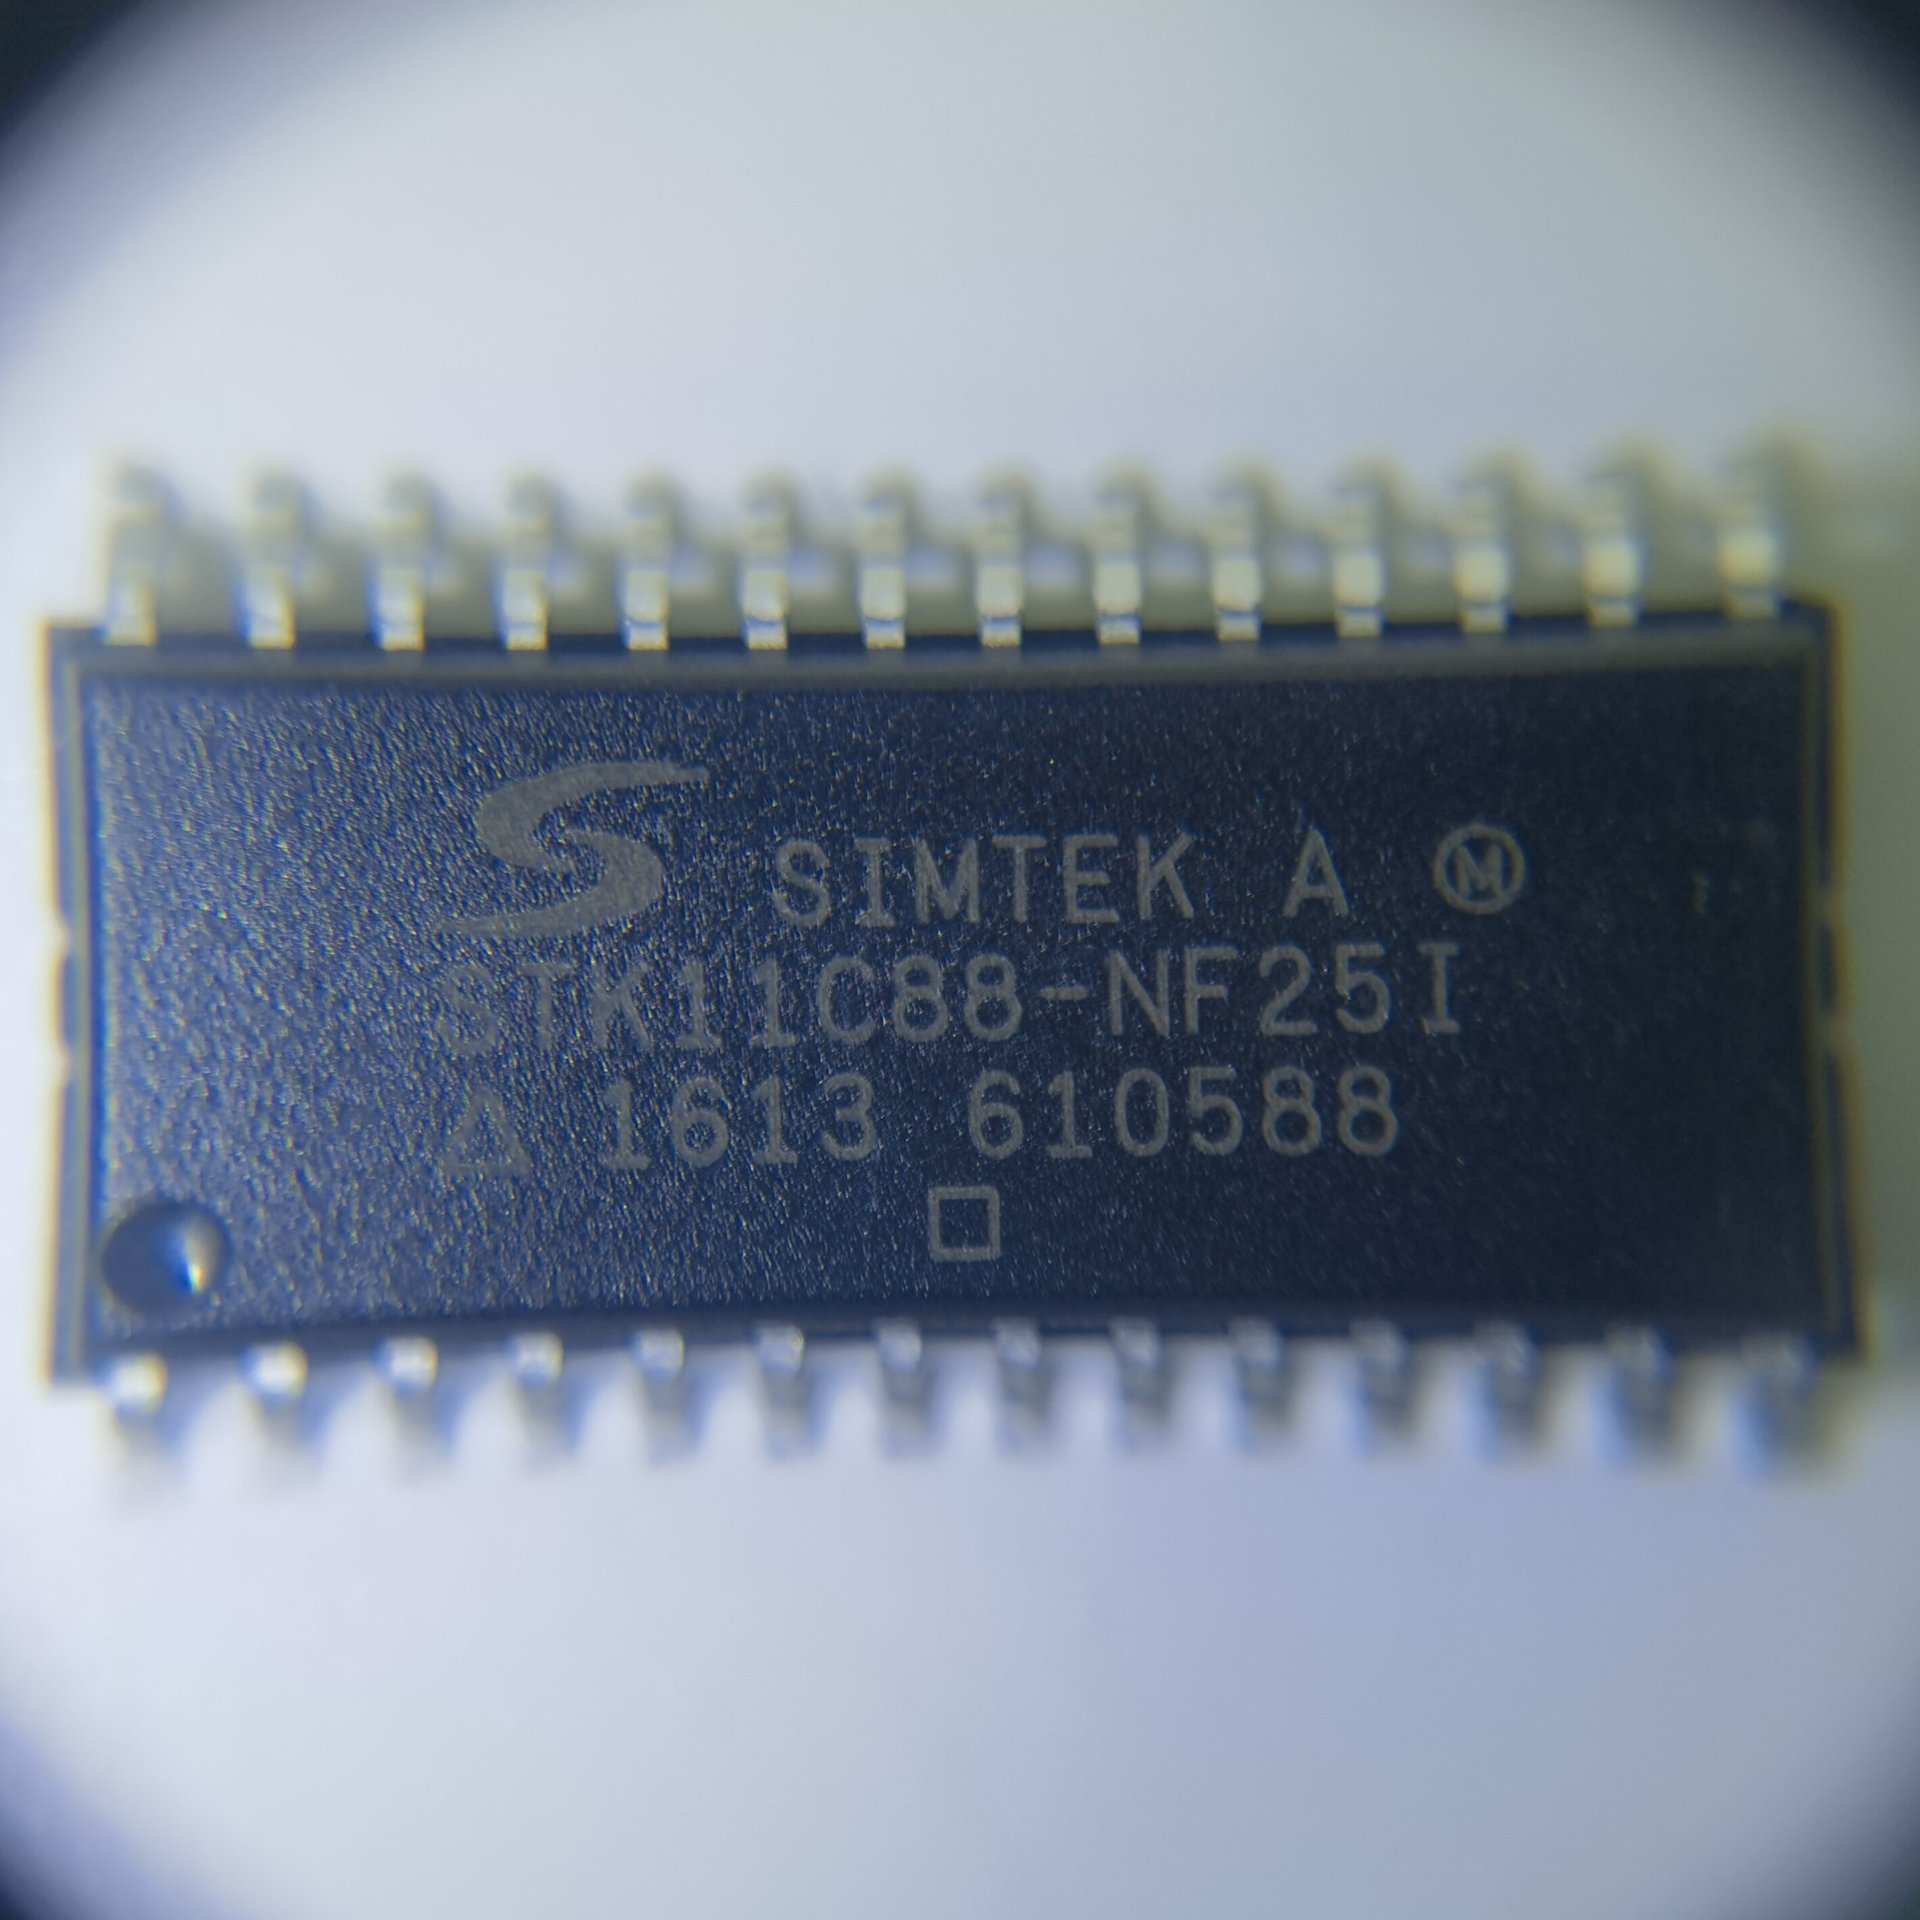 SIMTEK A Ⓜ
STK11C88-NF25I
△ 1613 610588
□